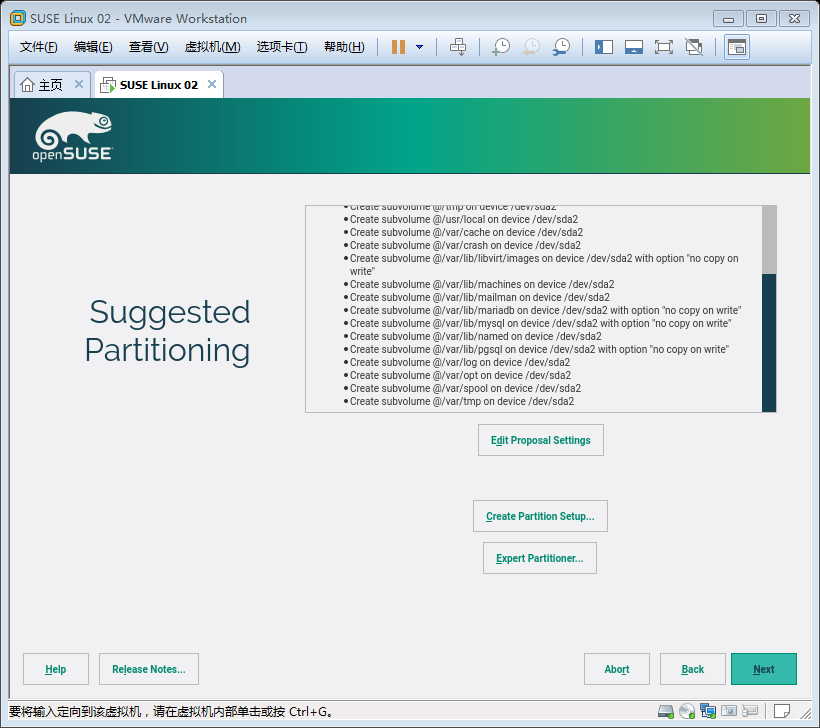 SUSE Linux 02 - VMware Workstation
文件(F) 编辑(E) 查看(V) 虚拟机(M) 选项卡(T) 帮助(H)
主页 SUSE Linux 02
openSUSE
Suggested
Partitioning
Create subvolume @/tmp on device /dev/sda2
Create subvolume @/usr/local on device /dev/sda2
Create subvolume @/var/cache on device /dev/sda2
Create subvolume @/var/crash on device /dev/sda2
Create subvolume @/var/lib/libvirt/images on device /dev/sda2 with option "no copy on
write"
Create subvolume @/var/lib/machines on device /dev/sda2
Create subvolume @/var/lib/mailman on device /dev/sda2
Create subvolume @/var/lib/mariadb on device /dev/sda2 with option "no copy on write"
Create subvolume @/var/lib/mysql on device /dev/sda2 with option "no copy on write"
Create subvolume @/var/lib/named on device /dev/sda2
Create subvolume @/var/lib/pgsql on device /dev/sda2 with option "no copy on write"
Create subvolume @/var/log on device /dev/sda2
Create subvolume @/var/opt on device /dev/sda2
Create subvolume @/var/spool on device /dev/sda2
Create subvolume @/var/tmp on device /dev/sda2
Edit Proposal Settings
Create Partition Setup...
Expert Partitioner...
Help Release Notes... Abort Back Next
要将输入定向到该虚拟机，请在虚拟机内部单击或按 Ctrl+G。